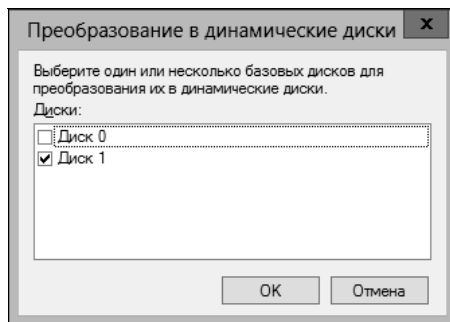 Преобразование в динамические диски x
Выберите один или несколько базовых дисков для
преобразования их в динамические диски.
Диски:
Диск 0
Диск 1
OK Отмена